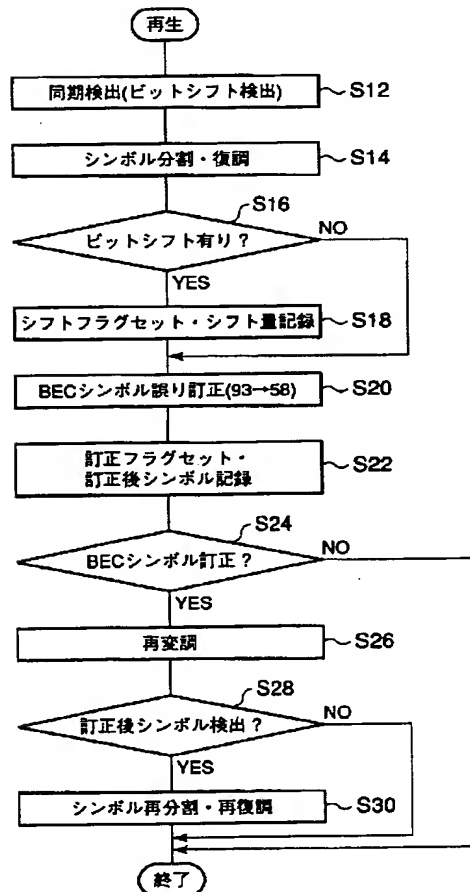 再生
同期検出(ビットシフト検出)
S12
シンボル分割・復調
S14
S16
ビットシフト有り？
NO
YES
シフトフラグセット・シフト量記録
S18
BECシンボル誤り訂正(93→58)
S20
訂正フラグセット・
訂正後シンボル記録
S22
S24
BECシンボル訂正？
NO
YES
再変調
S26
S28
訂正後シンボル検出？
NO
YES
シンボル再分割・再復調
S30
終了